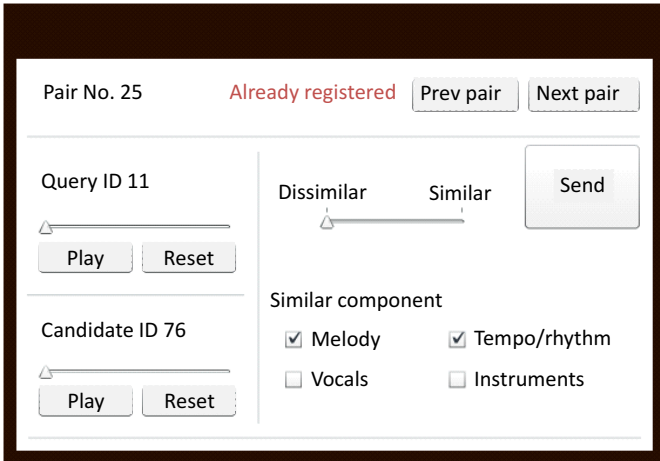 Pair No. 25 Already registered Prev pair Next pair
Query ID 11
Play Reset
Candidate ID 76
Play Reset
Dissimilar Similar
Send
Similar component
Melody Tempo/rhythm
Vocals Instruments